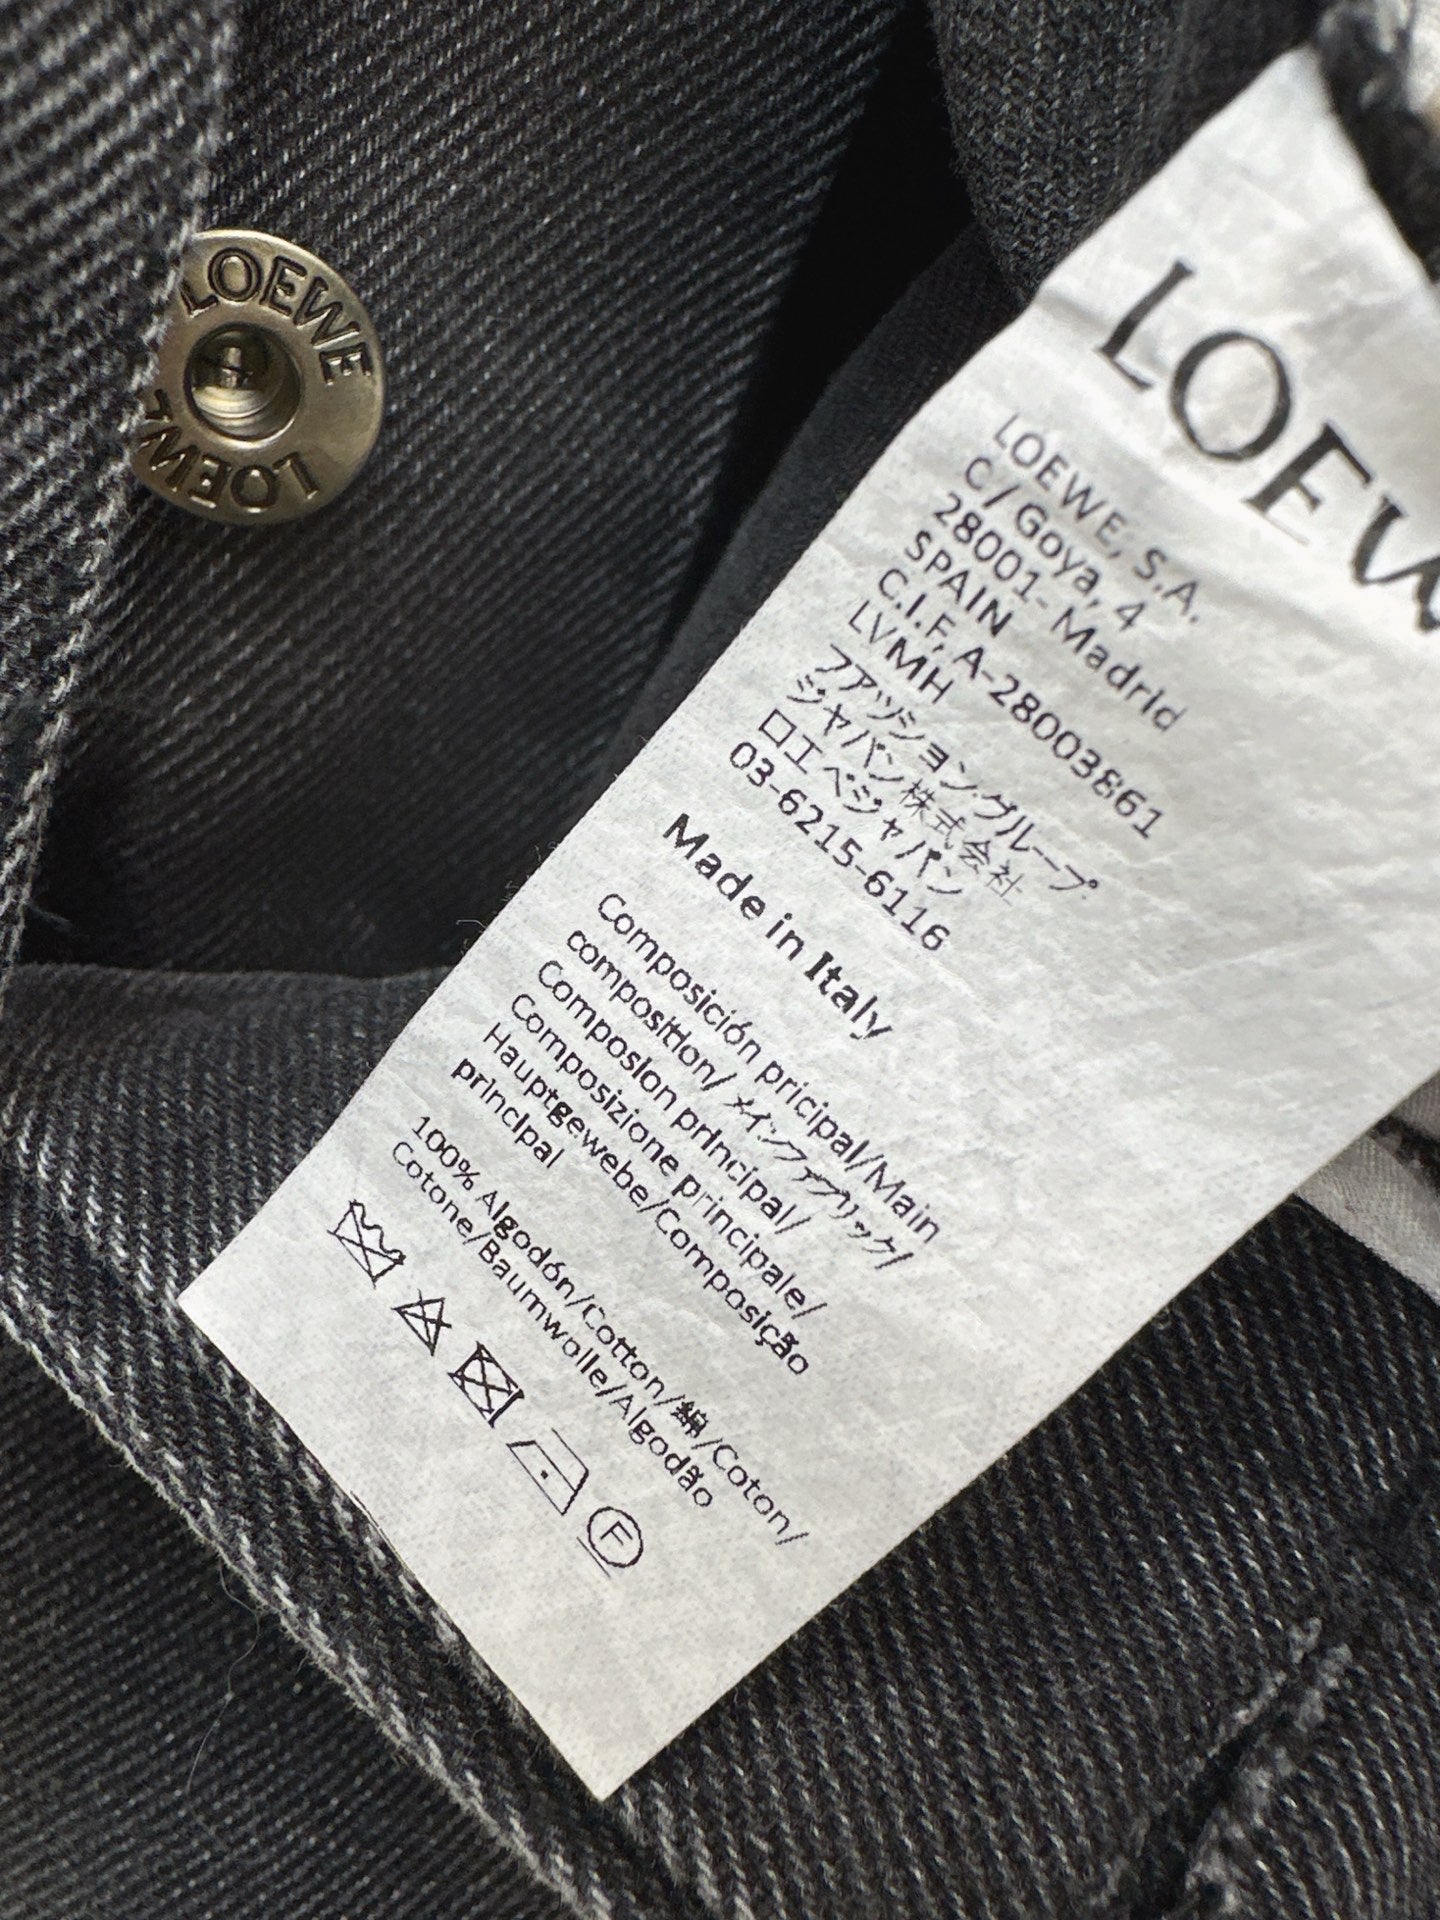 LOEWE
LOEWE
LOEW
LOEWE, S.A.
C/Goya, 4
28001- Madrid
SPAIN
C.I.F, A-28003861
LVMH
ファッション・グループ
ジャパン株式会社
ロエベジャパン
03-6215-6116
Made in Italy
Composición pricipal/Main
composition/メインファブリック/
Composion principal/
Composizione principale/
Hauptgewebe/Composição
principal
100% Algodón/Cotton/綿/Coton/
Cotone/Baumwolle/Algodão
F